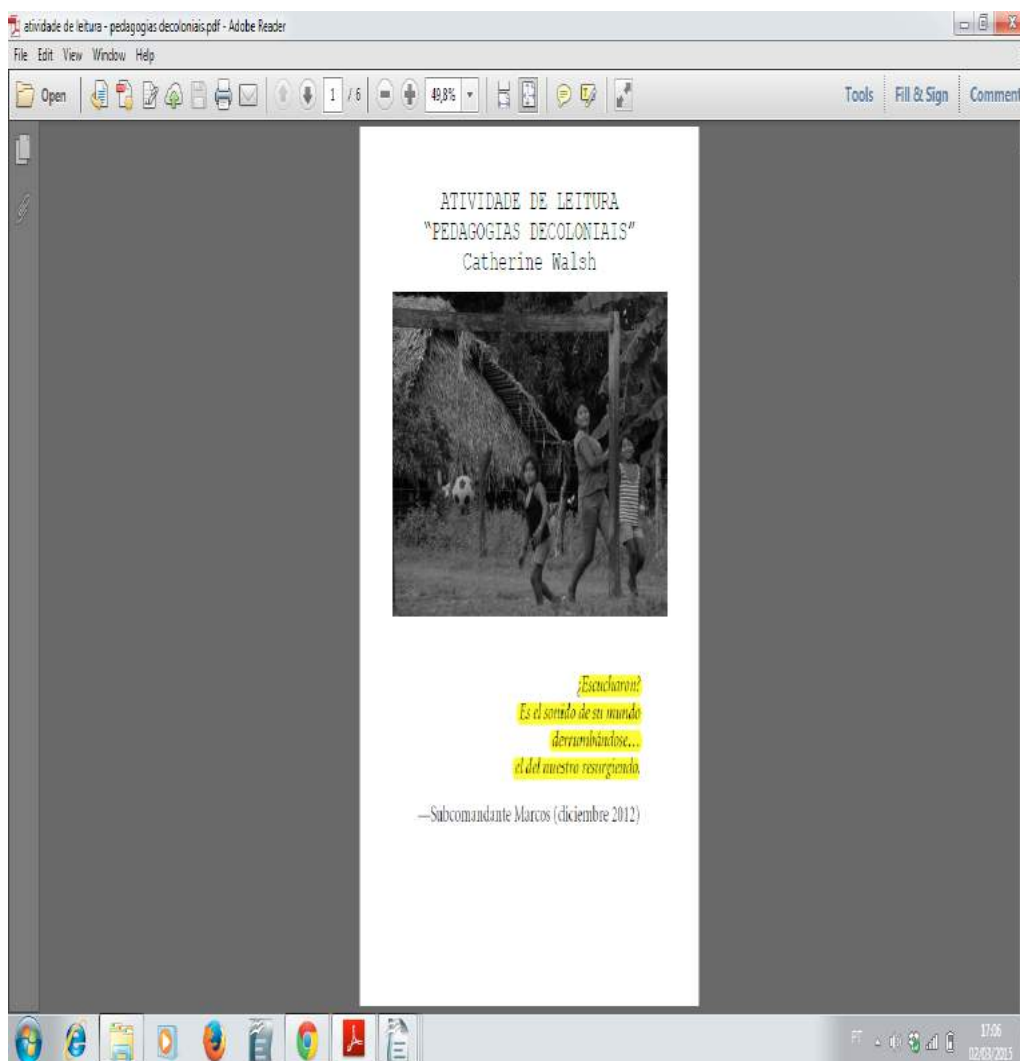 atividade de leitura - pedagogias decoloniais.pdf - Adobe Reader
File Edit View Window Help
Open 1 / 6 49,8% Tools Fill & Sign Comment
ATIVIDADE DE LEITURA
"PEDAGOGIAS DECOLONIAIS"
Catherine Walsh
¿Escucharon?
Es el sonido de su mundo
derrumbándose...
el del nuestro resurgiendo.
—Subcomandante Marcos (diciembre 2012)
PT 17:06
02/03/2015